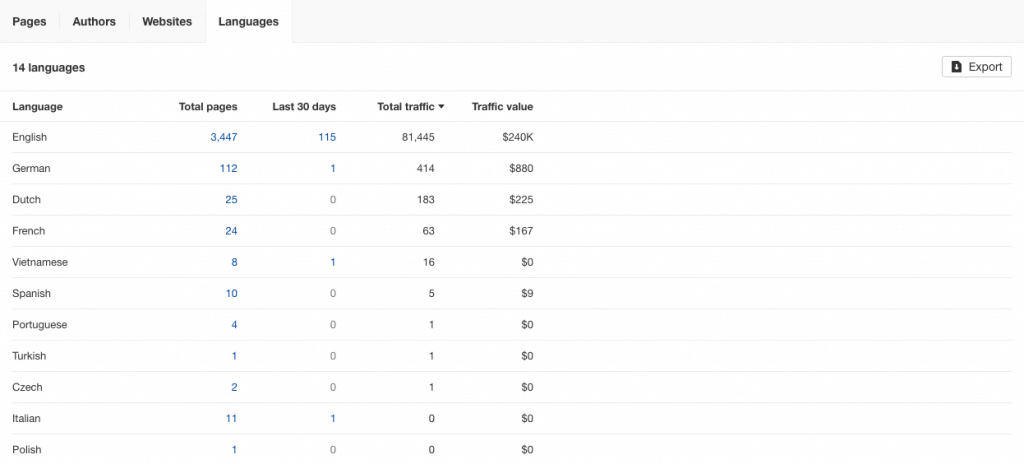 Pages Authors Websites Languages
14 languages Export
Language Total pages Last 30 days Total traffic Traffic value
English 3,447 115 81,445 $240K
German 112 1 414 $880
Dutch 25 0 183 $225
French 24 0 63 $167
Vietnamese 8 1 16 $0
Spanish 10 0 5 $9
Portuguese 4 0 1 $0
Turkish 1 0 1 $0
Czech 2 0 1 $0
Italian 11 1 0 $0
Polish 1 0 0 $0